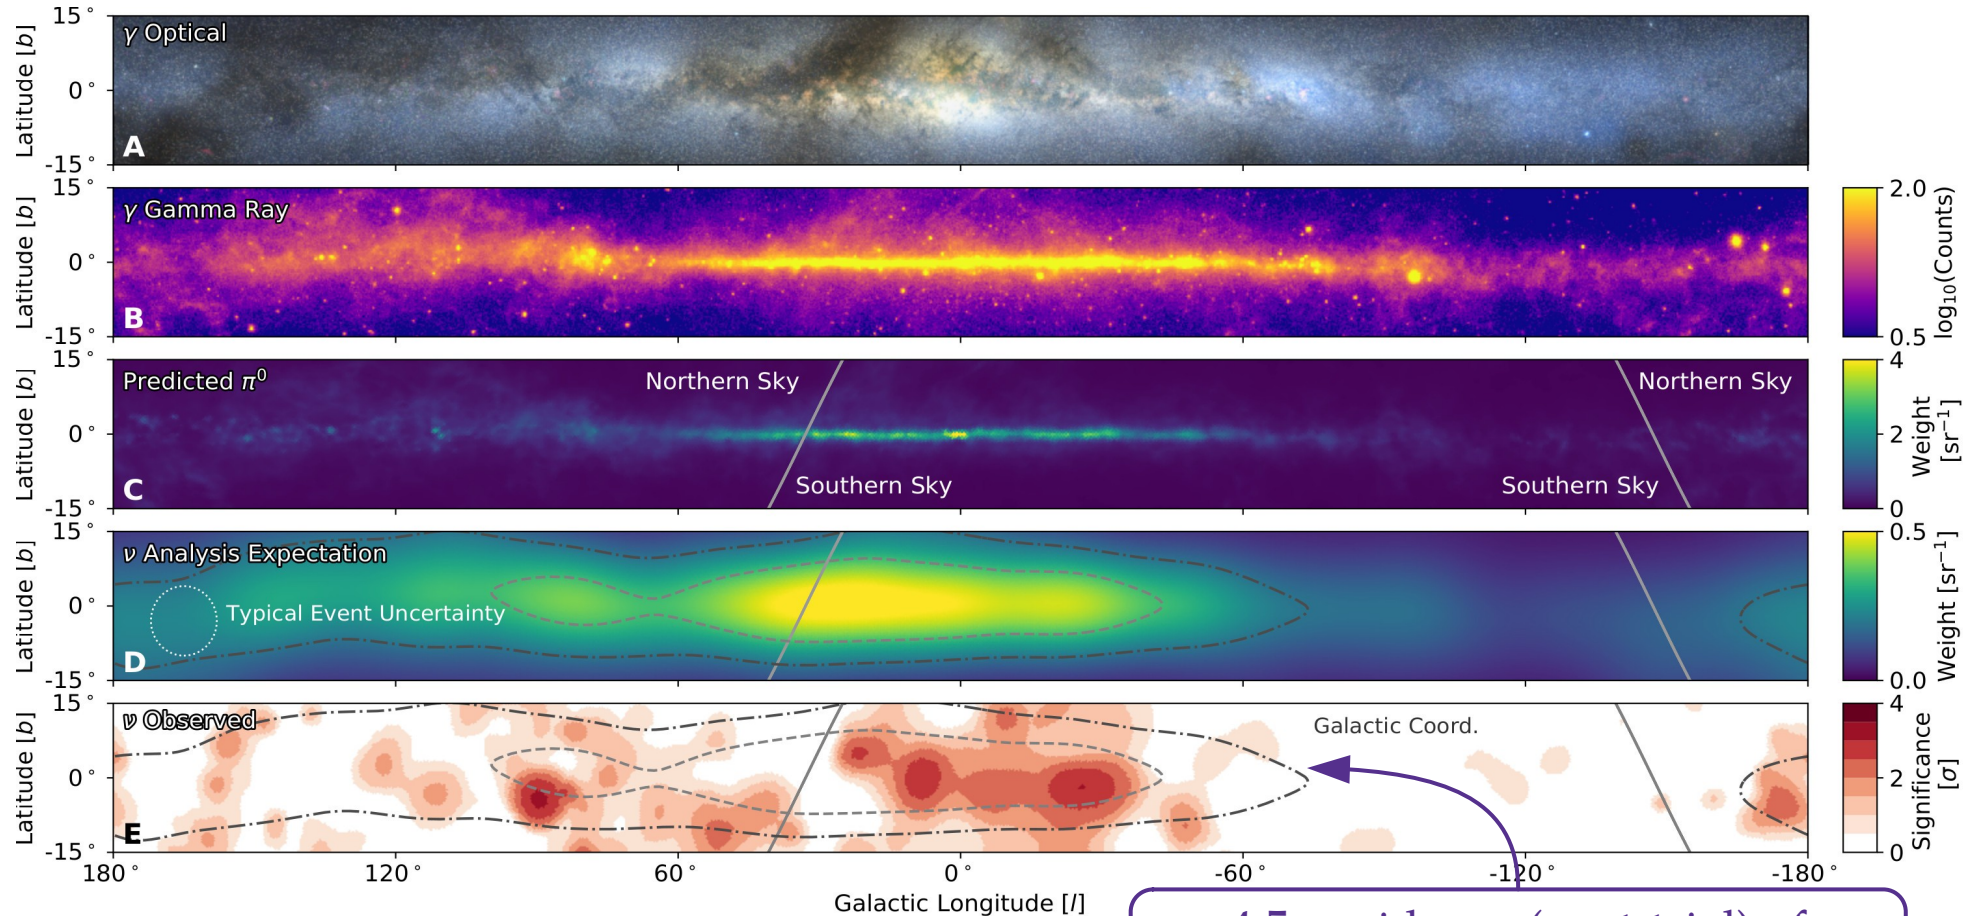 15°
γ Optical
Latitude [b]
0°
A
-15°
15°
γ Gamma Ray
Latitude [b]
0°
B
-15°
2.0
log₁₀(Counts)
0.5
15°
Predicted π⁰
Northern Sky
Northern Sky
Latitude [b]
0°
C
Southern Sky
Southern Sky
-15°
4
Weight
[sr⁻¹]
2
0
15°
ν Analysis Expectation
Latitude [b]
0°
Typical Event Uncertainty
D
-15°
0.5
Weight [sr⁻¹]
0.0
15°
ν Observed
Galactic Coord.
Latitude [b]
0°
E
-15°
4
Significance
[σ]
2
0
180° 120° 60° 0° -60° -120° -180°
Galactic Longitude [l]